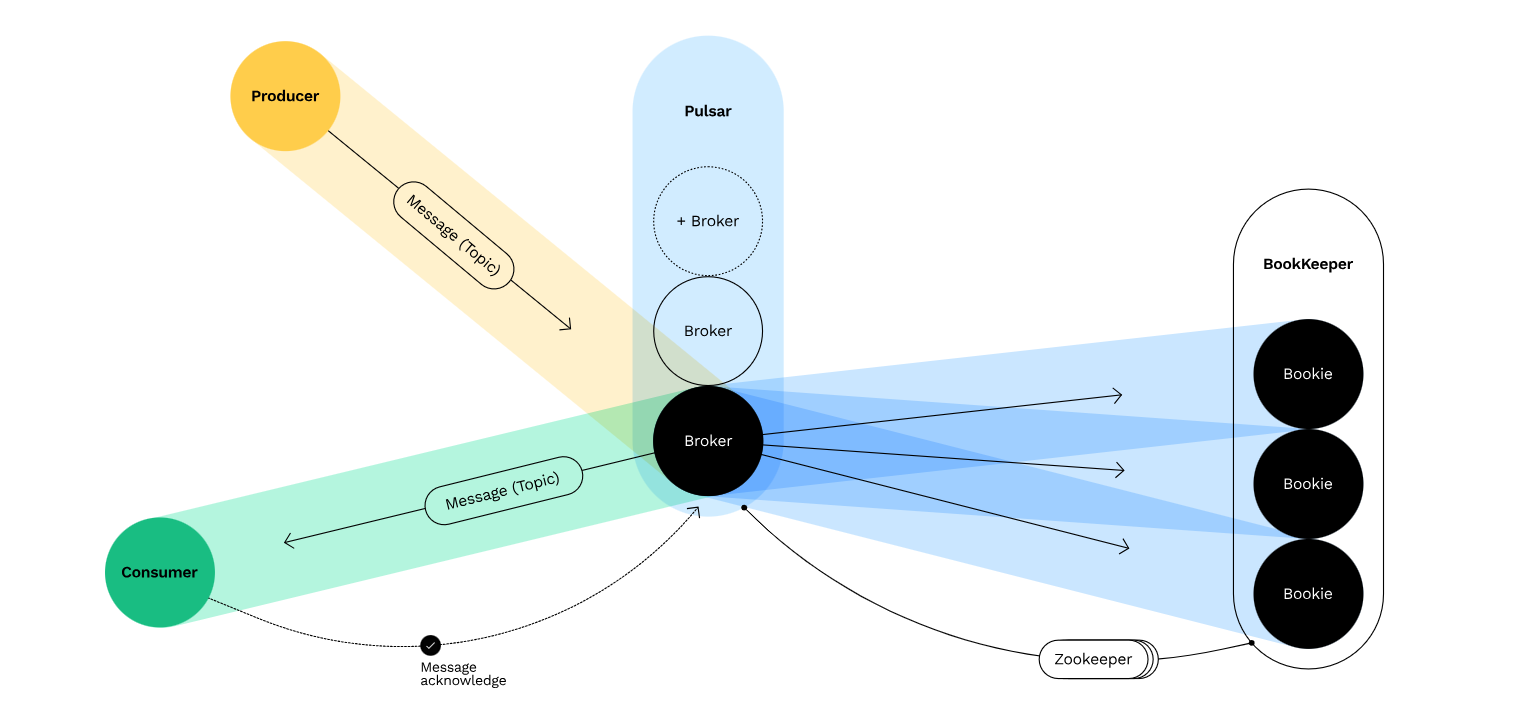 Producer
Message (Topic)
Pulsar
+ Broker
Broker
Broker
BookKeeper
Bookie
Bookie
Bookie
Message (Topic)
Consumer
Message
acknowledge
Zookeeper